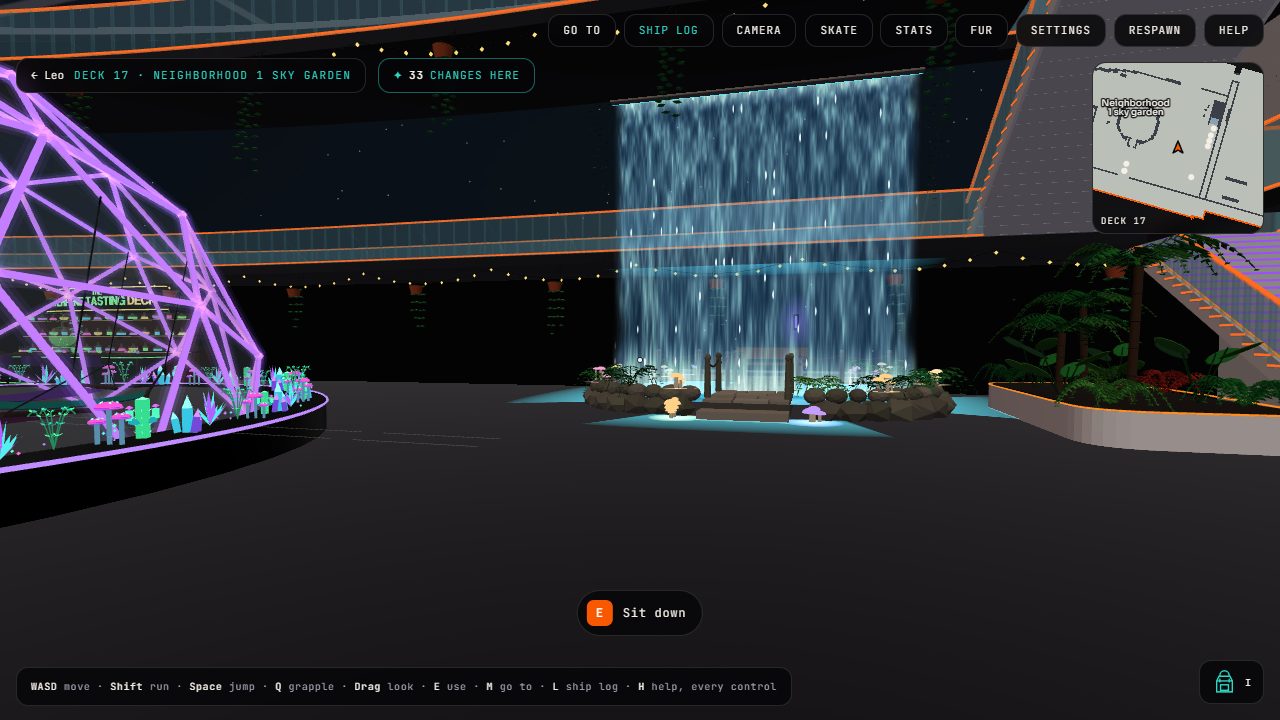 GO TO
SHIP LOG
CAMERA
SKATE
STATS
FUR
SETTINGS
RESPAWN
HELP
← Leo DECK 17 · NEIGHBORHOOD 1 SKY GARDEN
✦ 33 CHANGES HERE
Neighborhood
1 sky garden
DECK 17
TASTING DECK
E Sit down
WASD move · Shift run · Space jump · Q grapple · Drag look · E use · M go to · L ship log · H help, every control
I